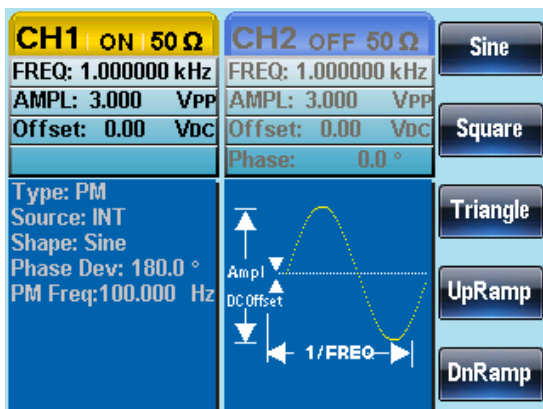 CH1 ON 50 Ω
FREQ: 1.000000 kHz
AMPL: 3.000 VPP
Offset: 0.00 VDC
CH2 OFF 50 Ω
FREQ: 1.000000 kHz
AMPL: 3.000 VPP
Offset: 0.00 VDC
Phase: 0.0 °
Type: PM
Source: INT
Shape: Sine
Phase Dev: 180.0 °
PM Freq:100.000 Hz
Ampl
DC Offset
1/FREQ
Sine
Square
Triangle
UpRamp
DnRamp